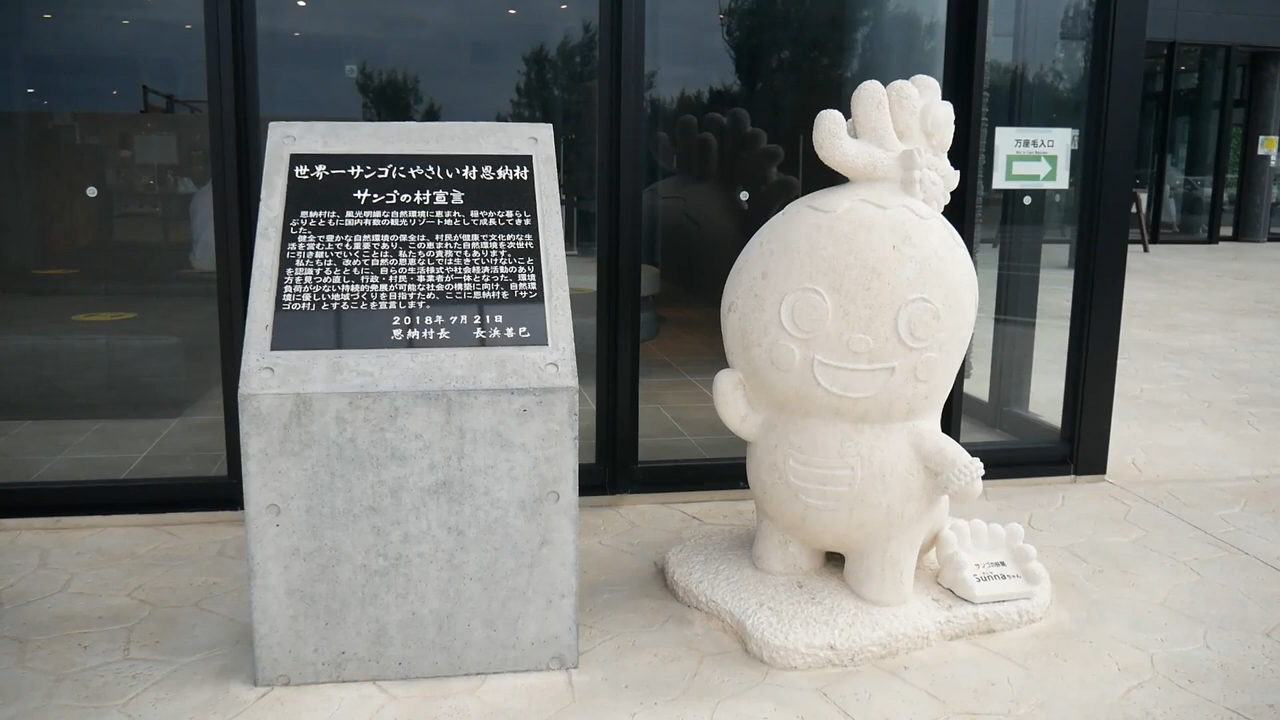 世界一サンゴにやさしい村恩納村
サンゴの村宣言
恩納村は、風光明媚な自然環境に恵まれ、穏やかな暮らし
ぶりとともに国内有数の観光リゾート地として成長してきま
した。
健全で豊かな自然環境の保全は、村民が健康で文化的な生
活を営む上でも重要であり、この恵まれた自然環境を次世代
に引き継いでいくことは、私たちの責務でもあります。
私たちは、改めて自然の恩恵なしでは生きていけないこと
を認識するとともに、自らの生活様式や社会経済活動のあり
方を見つめ直し、行政・村民・事業者が一体となった、環境
負荷が少ない持続的発展が可能な社会の構築に向け、自然環
境に優しい地域づくりを目指すため、ここに恩納村を「サン
ゴの村」とすることを宣言します。
2018年7月21日
恩納村長 長浜善巳
万座毛入口
サンゴの妖精
Sunnaちゃん